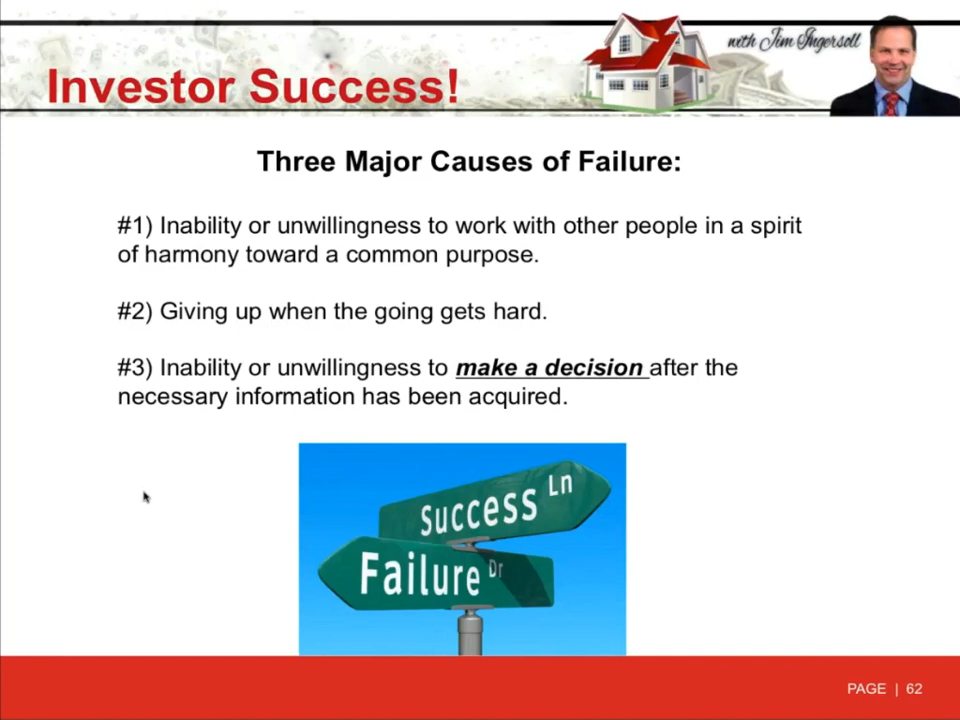 with Jim Ingersoll
Investor Success!
Three Major Causes of Failure:
#1) Inability or unwillingness to work with other people in a spirit
of harmony toward a common purpose.
#2) Giving up when the going gets hard.
#3) Inability or unwillingness to make a decision after the
necessary information has been acquired.
Success Ln
Failure Dr
PAGE | 62